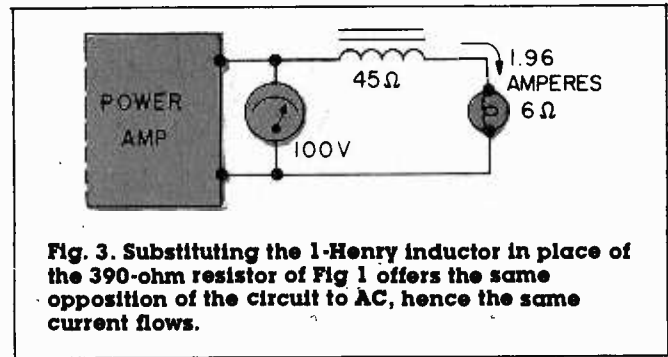 POWER
AMP
100V
45Ω
1.96
AMPERES
6Ω
Fig. 3. Substituting the 1-Henry inductor in place of
the 390-ohm resistor of Fig 1 offers the same
opposition of the circuit to AC, hence the same
current flows.